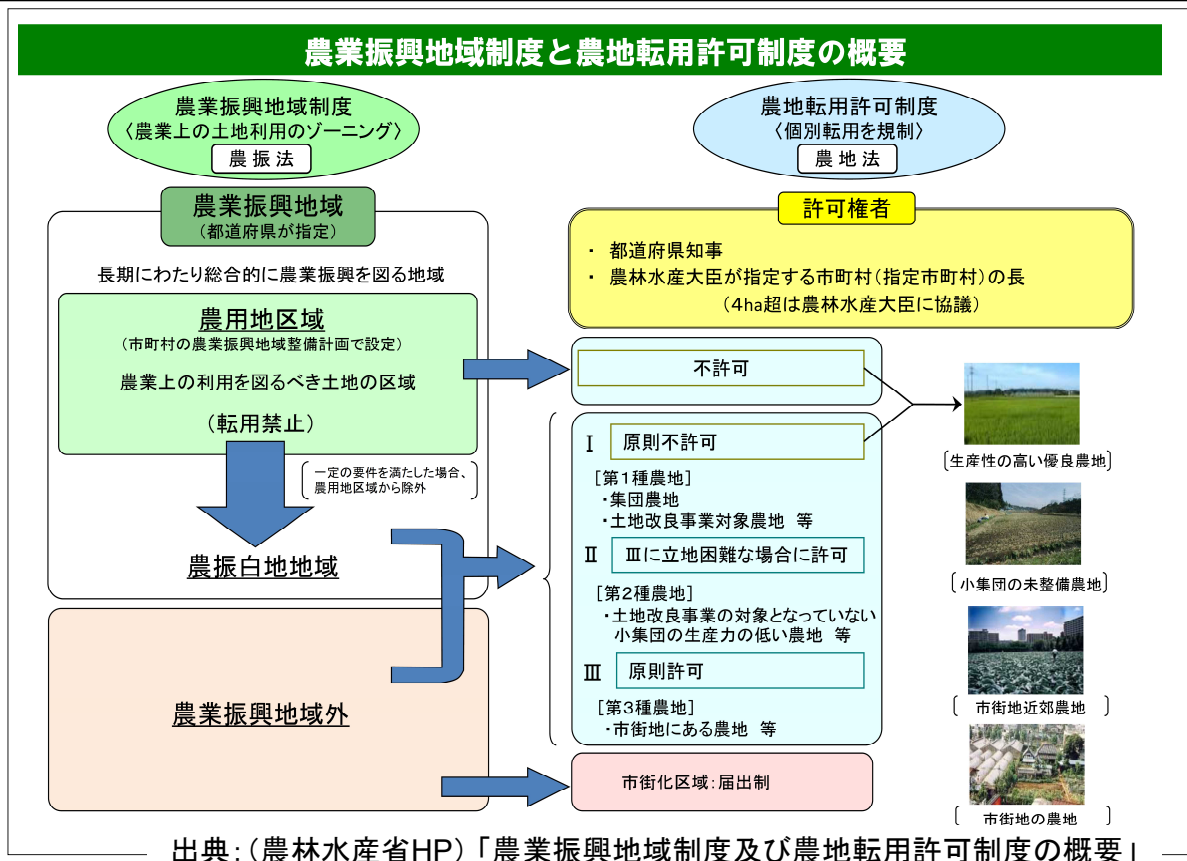 農業振興地域制度と農地転用許可制度の概要
農業振興地域制度
〈農業上の土地利用のゾーニング〉
農振法
農地転用許可制度
〈個別転用を規制〉
農地法
農業振興地域
(都道府県が指定)
長期にわたり総合的に農業振興を図る地域
農用地区域
(市町村の農業振興地域整備計画で設定)
農業上の利用を図るべき土地の区域
(転用禁止)
一定の要件を満たした場合、
農用地区域から除外
農振白地地域
農業振興地域外
許可権者
・ 都道府県知事
・ 農林水産大臣が指定する市町村(指定市町村)の長
(4ha超は農林水産大臣に協議)
不許可
Ⅰ 原則不許可
[第1種農地]
・集団農地
・土地改良事業対象農地 等
Ⅱ Ⅲに立地困難な場合に許可
[第2種農地]
・土地改良事業の対象となっていない
小集団の生産力の低い農地 等
Ⅲ 原則許可
[第3種農地]
・市街地にある農地 等
市街化区域:届出制
〔生産性の高い優良農地〕
〔小集団の未整備農地〕
〔 市街地近郊農地 〕
〔 市街地の農地 〕
出典:(農林水産省HP)「農業振興地域制度及び農地転用許可制度の概要」